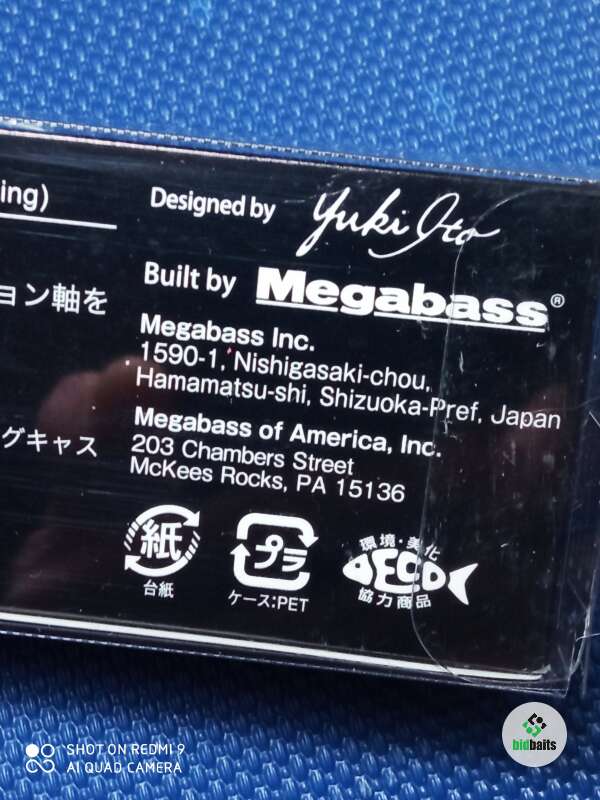 ing)
ョン軸を
グキャス
Designed by Yuki Ito
Built by Megabass®
Megabass Inc.
1590-1, Nishigasaki-chou,
Hamamatsu-shi, Shizuoka-Pref, Japan
Megabass of America, Inc.
203 Chambers Street
McKees Rocks, PA 15136
紙
台紙
プラ
ケース:PET
環境・美化
ECO
協力商品
SHOT ON REDMI 9
AI QUAD CAMERA
bidbaits